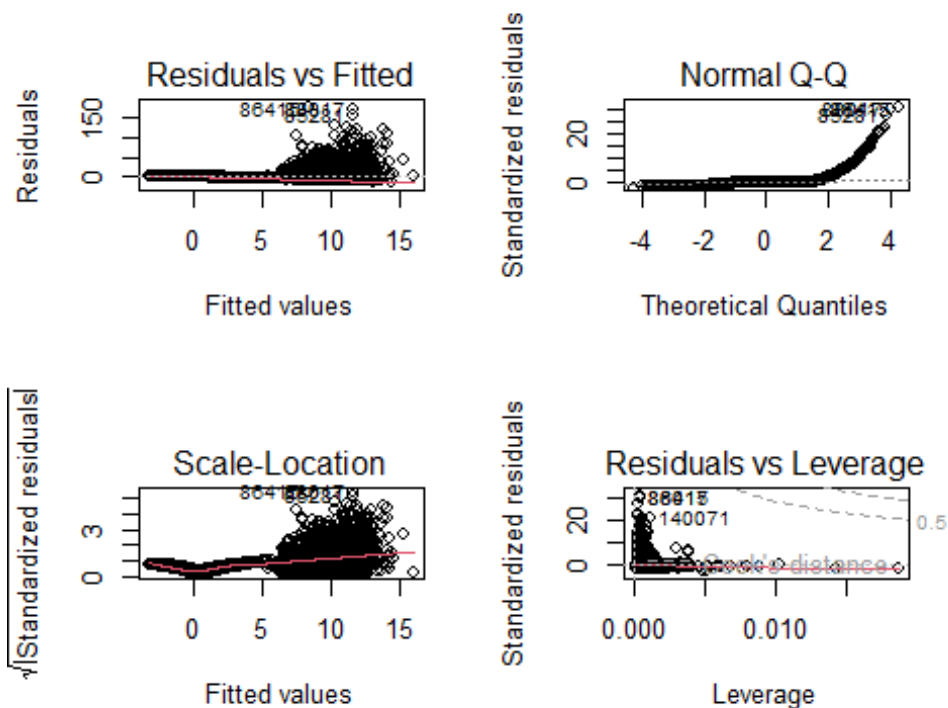 Residuals vs Fitted
Residuals
0 150
0 5 10 15
Fitted values
Normal Q-Q
Standardized residuals
0 20
-4 -2 0 2 4
Theoretical Quantiles
Scale-Location
√|Standardized residuals|
0 3
0 5 10 15
Fitted values
Residuals vs Leverage
Standardized residuals
0 20
140071
0.5
Cook's distance
0.000 0.010
Leverage